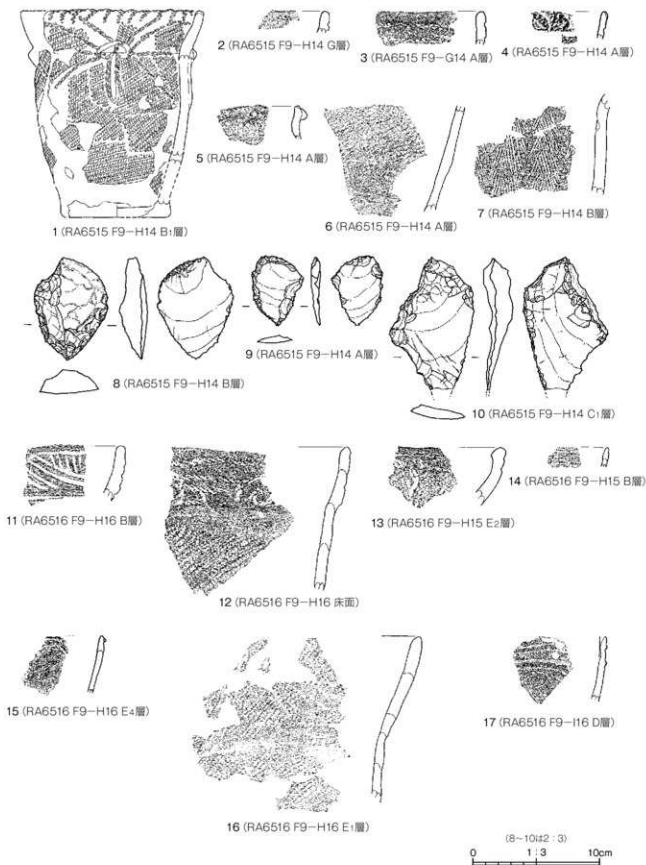 1 (RA6515 F9−H14 B1層)
2 (RA6515 F9−H14 G層)
3 (RA6515 F9−G14 A層)
4 (RA6515 F9−H14 A層)
5 (RA6515 F9−H14 A層)
6 (RA6515 F9−H14 A層)
7 (RA6515 F9−H14 B層)
8 (RA6515 F9−H14 B層)
9 (RA6515 F9−H14 A層)
10 (RA6515 F9−H14 C1層)
11 (RA6516 F9−H16 B層)
12 (RA6516 F9−H16 床面)
13 (RA6516 F9−H15 E2層)
14 (RA6516 F9−H15 B層)
15 (RA6516 F9−H16 E4層)
16 (RA6516 F9−H16 E1層)
17 (RA6516 F9−I16 D層)
(8~10は2:3)
0 1:3 10cm